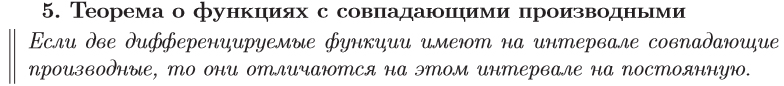 5. Теорема о функциях с совпадающими производными
Если две дифференцируемые функции имеют на интервале совпадающие
производные, то они отличаются на этом интервале на постоянную.